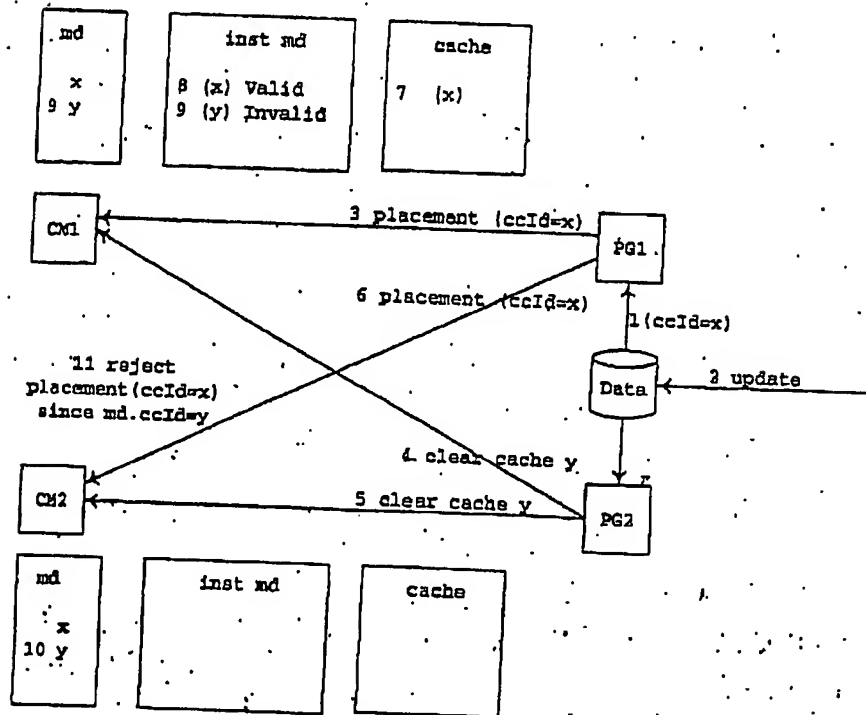 md
x
9 y
inst md
8 (x) Valid
9 (y) Invalid
cache
7 (x)
CM1
3 placement (ccId=x)
PG1
6 placement (ccId=x)
1(ccId=x)
11 reject
placement(ccId=x)
since md.ccId=y
Data
2 update
4 clear cache y
CM2
5 clear cache y
PG2
md
x
10 y
inst md
cache